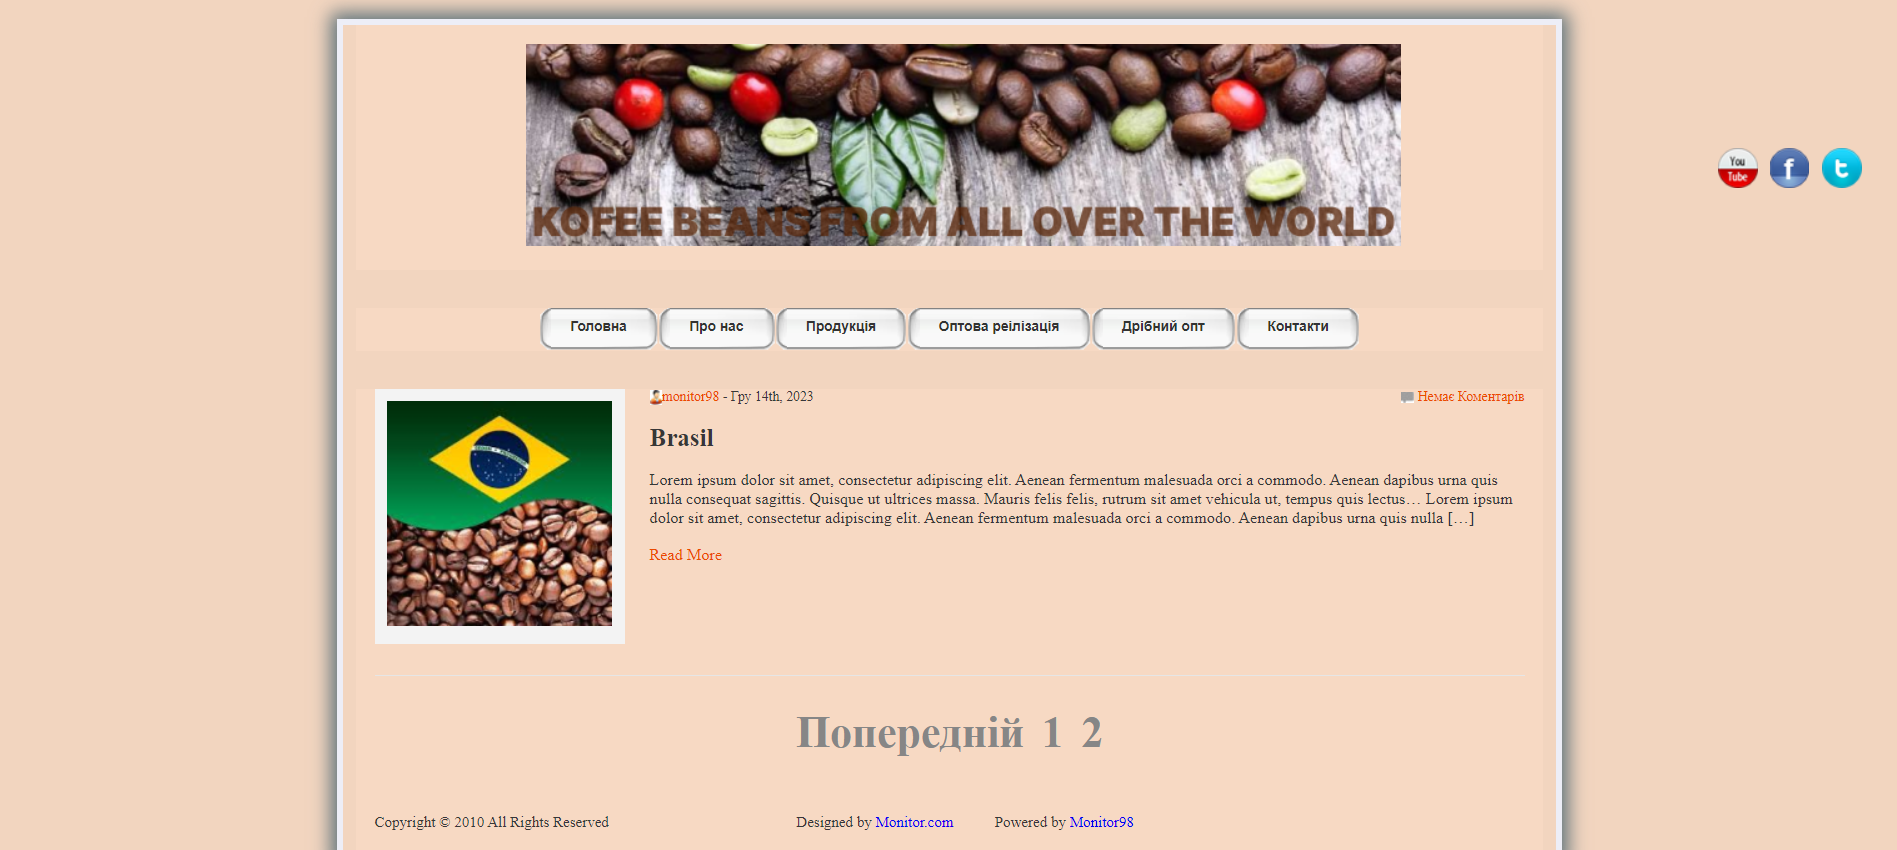 KOFEE BEANS FROM ALL OVER THE WORLD
You
Tube
f
t
Головна
Про нас
Продукція
Оптова реілізація
Дрібний опт
Контакти
monitor98 - Гру 14th, 2023
Немає Коментарів
Brasil
Lorem ipsum dolor sit amet, consectetur adipiscing elit. Aenean fermentum malesuada orci a commodo. Aenean dapibus urna quis
nulla consequat sagittis. Quisque ut ultrices massa. Mauris felis felis, rutrum sit amet vehicula ut, tempus quis lectus… Lorem ipsum
dolor sit amet, consectetur adipiscing elit. Aenean fermentum malesuada orci a commodo. Aenean dapibus urna quis nulla […]
Read More
Попередній 1 2
Copyright © 2010 All Rights Reserved
Designed by Monitor.com
Powered by Monitor98